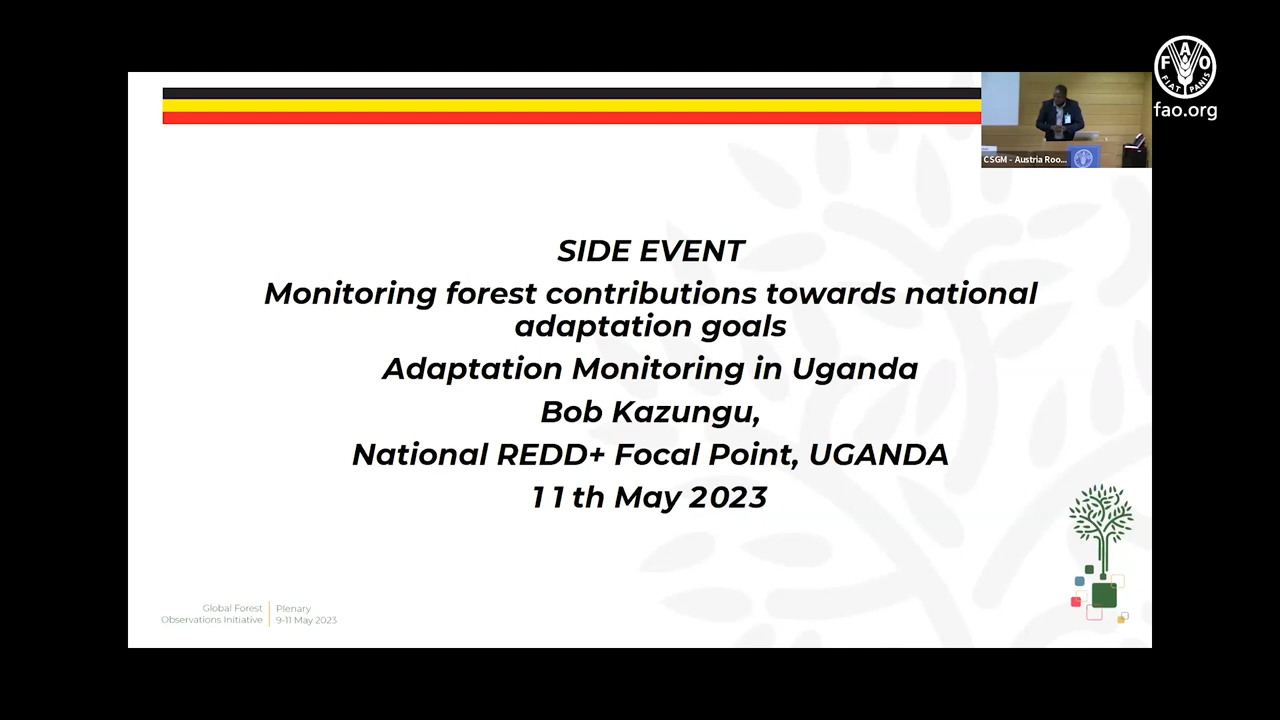 FAO
FIAT PANIS
fao.org
CSGM - Austria Roo...
SIDE EVENT
Monitoring forest contributions towards national
adaptation goals
Adaptation Monitoring in Uganda
Bob Kazungu,
National REDD+ Focal Point, UGANDA
11th May 2023
Global Forest
Observations Initiative
Plenary
9-11 May 2023